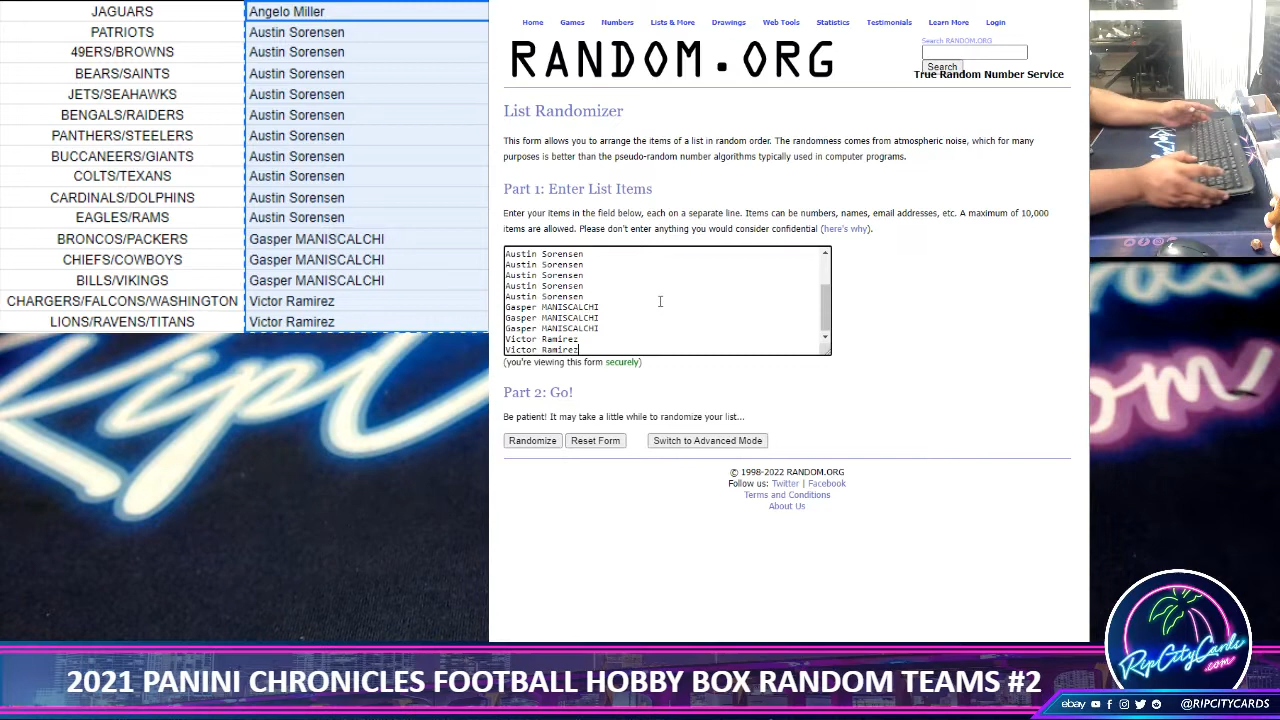 JAGUARS Angelo Miller
PATRIOTS Austin Sorensen
49ERS/BROWNS Austin Sorensen
BEARS/SAINTS Austin Sorensen
JETS/SEAHAWKS Austin Sorensen
BENGALS/RAIDERS Austin Sorensen
PANTHERS/STEELERS Austin Sorensen
BUCCANEERS/GIANTS Austin Sorensen
COLTS/TEXANS Austin Sorensen
CARDINALS/DOLPHINS Austin Sorensen
EAGLES/RAMS Austin Sorensen
BRONCOS/PACKERS Gasper MANISCALCHI
CHIEFS/COWBOYS Gasper MANISCALCHI
BILLS/VIKINGS Gasper MANISCALCHI
CHARGERS/FALCONS/WASHINGTON Victor Ramirez
LIONS/RAVENS/TITANS Victor Ramirez
Home Games Numbers Lists & More Drawings Web Tools Statistics Testimonials Learn More Login
RANDOM.ORG
Search RANDOM.ORG
Search
True Random Number Service
List Randomizer
This form allows you to arrange the items of a list in random order. The randomness comes from atmospheric noise, which for many
purposes is better than the pseudo-random number algorithms typically used in computer programs.
Part 1: Enter List Items
Enter your items in the field below, each on a separate line. Items can be numbers, names, email addresses, etc. A maximum of 10,000
items are allowed. Please don't enter anything you would consider confidential (here's why).
Austin Sorensen
Austin Sorensen
Austin Sorensen
Austin Sorensen
Austin Sorensen
Gasper MANISCALCHI
Gasper MANISCALCHI
Gasper MANISCALCHI
Victor Ramirez
Victor Ramirez
(you're viewing this form securely)
Part 2: Go!
Be patient! It may take a little while to randomize your list...
Randomize Reset Form Switch to Advanced Mode
© 1998-2022 RANDOM.ORG
Follow us: Twitter | Facebook
Terms and Conditions
About Us
RipCityCards
.com
2021 PANINI CHRONICLES FOOTBALL HOBBY BOX RANDOM TEAMS #2
ebay @RIPCITYCARDS